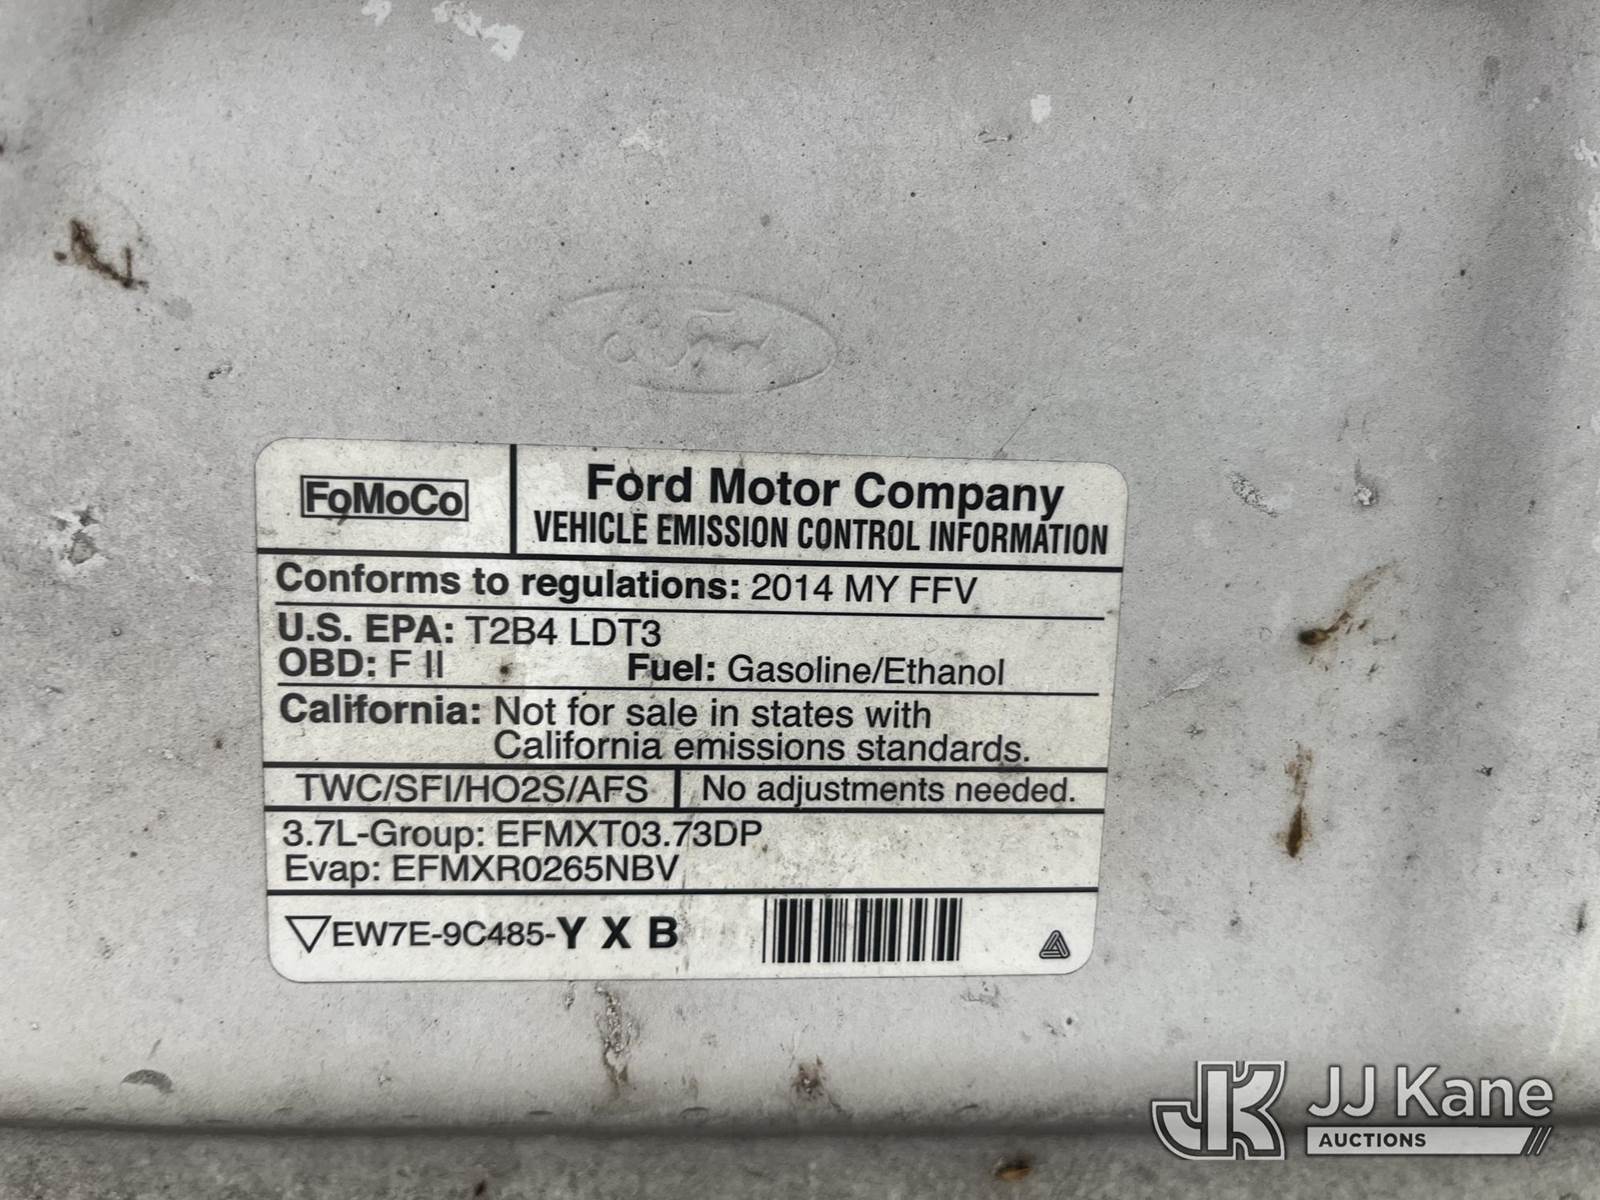 Ford
FoMoCo
Ford Motor Company
VEHICLE EMISSION CONTROL INFORMATION
Conforms to regulations: 2014 MY FFV
U.S. EPA: T2B4 LDT3
OBD: F II Fuel: Gasoline/Ethanol
California: Not for sale in states with
California emissions standards.
TWC/SFI/HO2S/AFS No adjustments needed.
3.7L-Group: EFMXT03.73DP
Evap: EFMXR0265NBV
EW7E-9C485-Y X B
JK JJ Kane
AUCTIONS